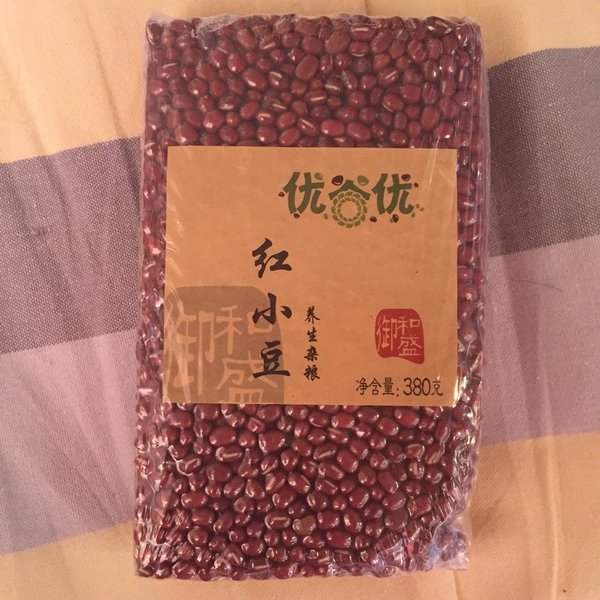 优谷优
红小豆
养生杂粮
御和盛
御和盛
净含量:380克